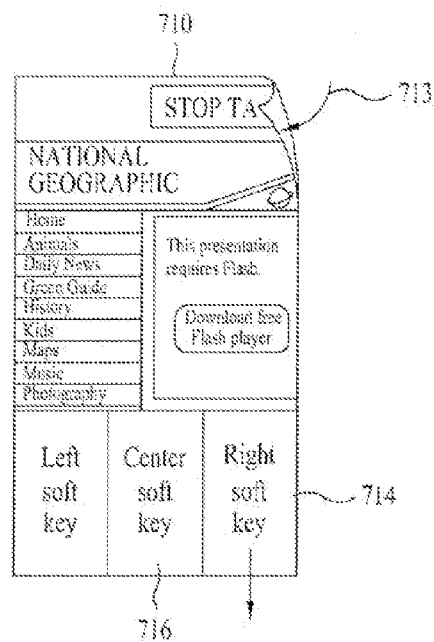 710
713
STOP TA
NATIONAL
GEOGRAPHIC
Home
Animals
Daily News
Green Guide
History
Kids
Maps
Music
Photography
This presentation
requires Flash.
Download free
Flash player
Left
soft
key
Center
soft
key
Right
soft
key
714
716